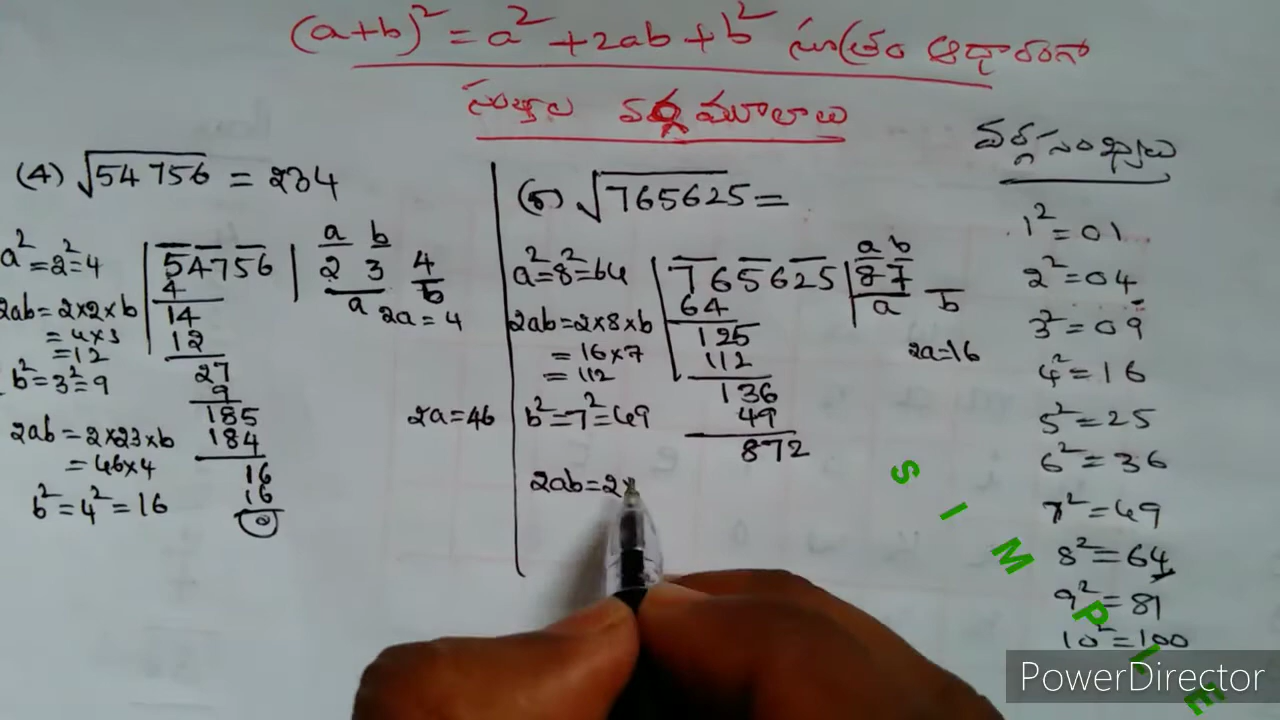 (a+b)² = a² + 2ab + b² సూత్రం ఆధారంగా
సంఖ్యల వర్గమూలాలు
(4) √54756 = 234
a² = 2² = 4
54756
a b
2 3 4
a b
2a = 4
4
2ab = 2×2×b
14
= 4×3
12
= 12
27
b² = 3² = 9
9
185
2a = 46
2ab = 2×23×b
184
= 46×4
16
b² = 4² = 16
16
0
(5) √765625 =
a² = 8² = 64
765625
a b
8 7
a b
64
2ab = 2×8×b
125
2a = 16
= 16×7
112
= 112
136
b² = 7² = 49
49
872
2ab = 2×
వర్గసంఖ్యలు
1² = 01
2² = 04
3² = 09
4² = 16
5² = 25
6² = 36
7² = 49
8² = 64
9² = 81
10² = 100
SIMPLE
PowerDirector